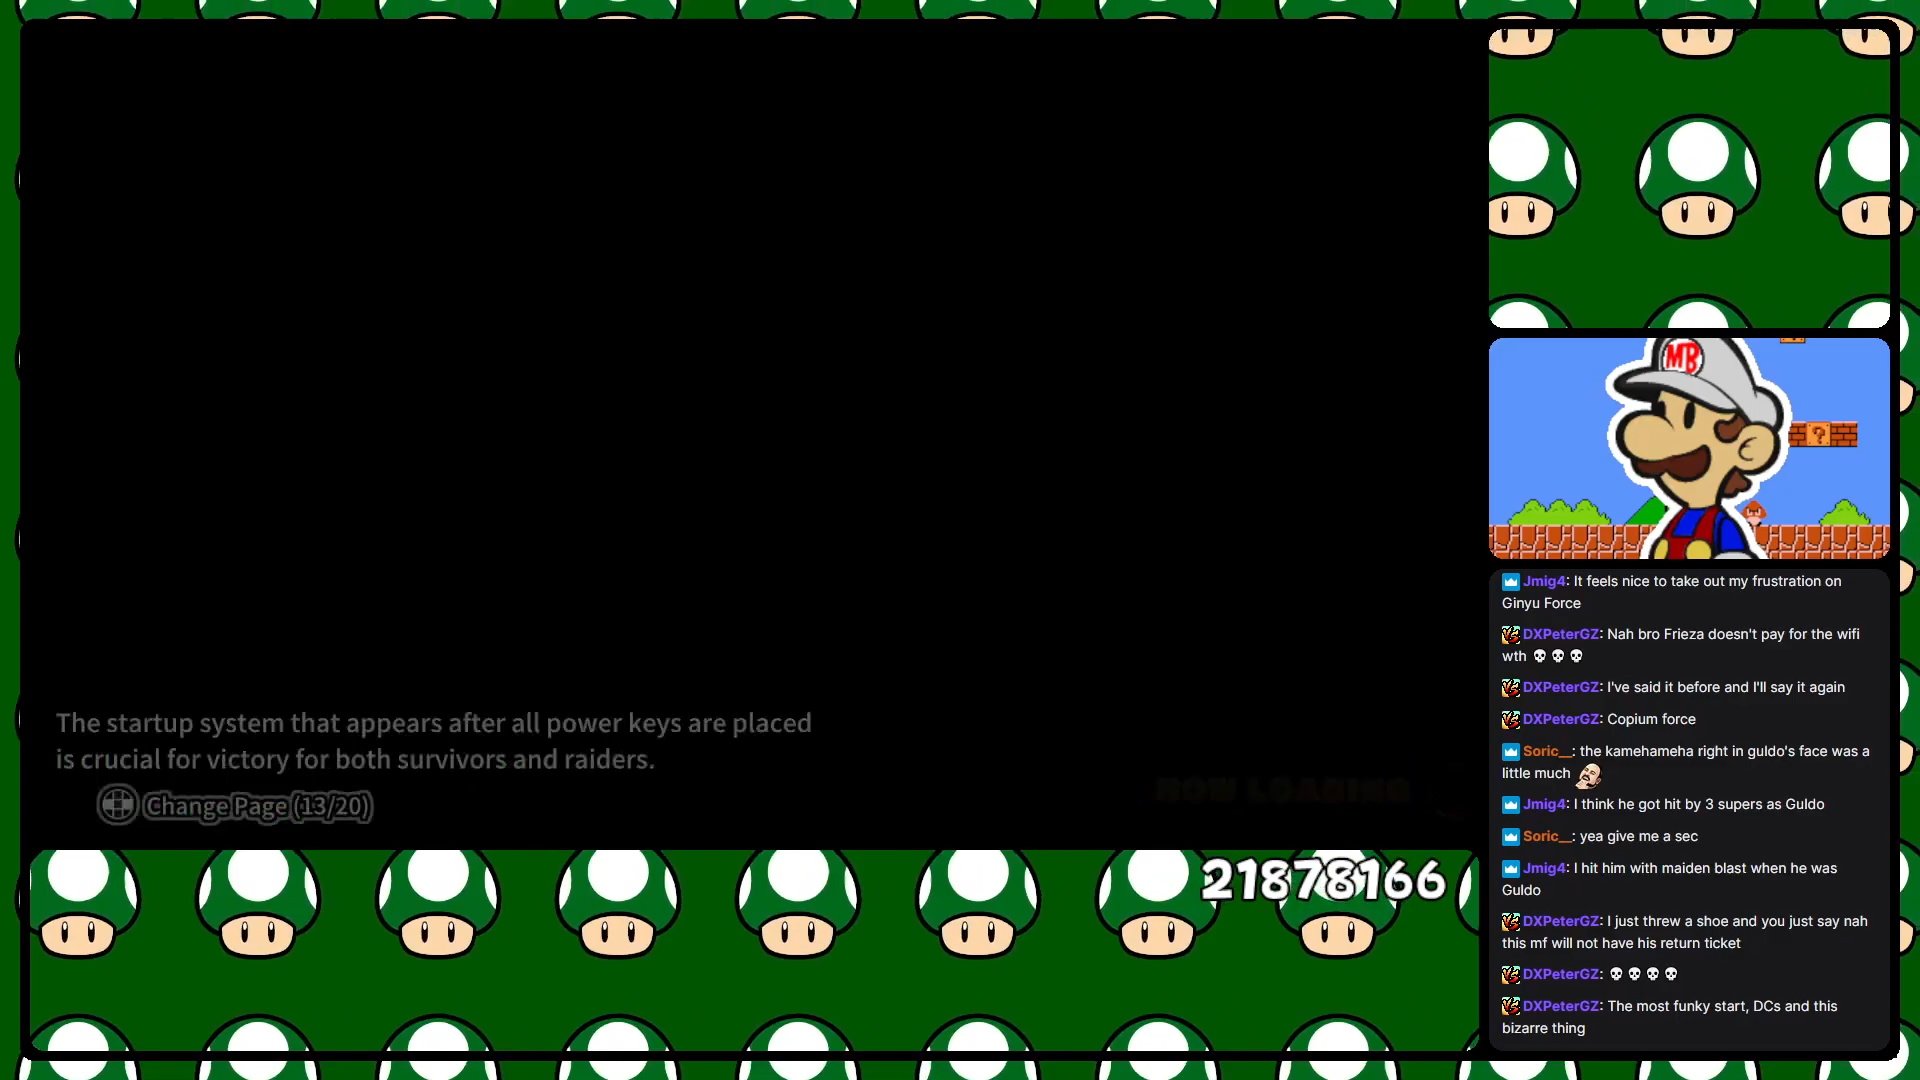 MB
Jmig4: It feels nice to take out my frustration on
Ginyu Force
DXPeterGZ: Nah bro Frieza doesn't pay for the wifi
wth 💀 💀 💀
DXPeterGZ: I've said it before and I'll say it again
DXPeterGZ: Copium force
Soric__: the kamehameha right in guldo's face was a
little much
Jmig4: I think he got hit by 3 supers as Guldo
Soric__: yea give me a sec
Jmig4: I hit him with maiden blast when he was
Guldo
DXPeterGZ: I just threw a shoe and you just say nah
this mf will not have his return ticket
DXPeterGZ: 💀 💀 💀 💀
DXPeterGZ: The most funky start, DCs and this
bizarre thing
The startup system that appears after all power keys are placed
is crucial for victory for both survivors and raiders.
Change Page (13/20)
NOW LOADING
21878166